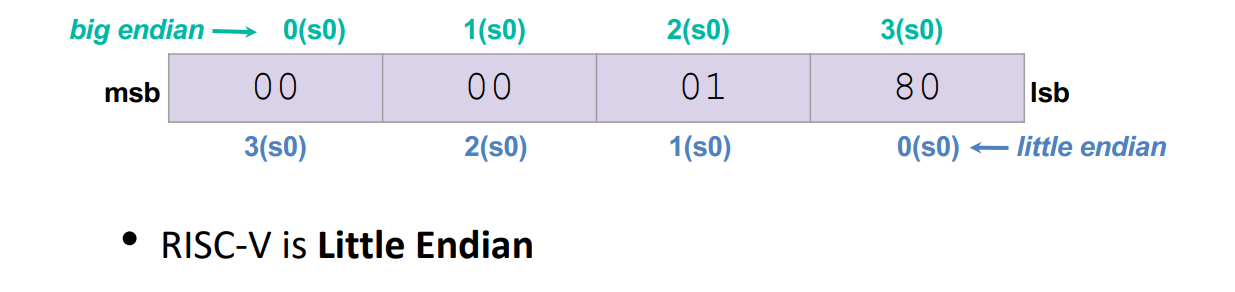 big endian → 0(s0) 1(s0) 2(s0) 3(s0)
msb 00 00 01 80 lsb
3(s0) 2(s0) 1(s0) 0(s0) ← little endian
• RISC-V is Little Endian